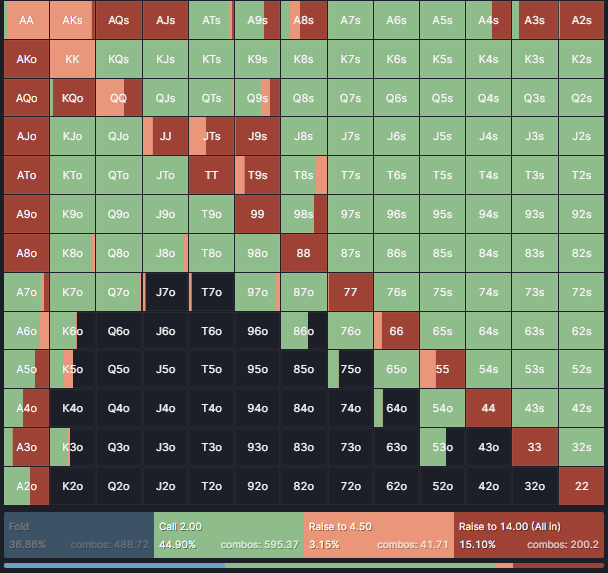 AA AKs AQs AJs ATs A9s A8s A7s A6s A5s A4s A3s A2s
AKo KK KQs KJs KTs K9s K8s K7s K6s K5s K4s K3s K2s
AQo KQo QQ QJs QTs Q9s Q8s Q7s Q6s Q5s Q4s Q3s Q2s
AJo KJo QJo JJ JTs J9s J8s J7s J6s J5s J4s J3s J2s
ATo KTo QTo JTo TT T9s T8s T7s T6s T5s T4s T3s T2s
A9o K9o Q9o J9o T9o 99 98s 97s 96s 95s 94s 93s 92s
A8o K8o Q8o J8o T8o 98o 88 87s 86s 85s 84s 83s 82s
A7o K7o Q7o J7o T7o 97o 87o 77 76s 75s 74s 73s 72s
A6o K6o Q6o J6o T6o 96o 86o 76o 66 65s 64s 63s 62s
A5o K5o Q5o J5o T5o 95o 85o 75o 65o 55 54s 53s 52s
A4o K4o Q4o J4o T4o 94o 84o 74o 64o 54o 44 43s 42s
A3o K3o Q3o J3o T3o 93o 83o 73o 63o 53o 43o 33 32s
A2o K2o Q2o J2o T2o 92o 82o 72o 62o 52o 42o 32o 22
Fold Call 2.00 Raise to 4.50 Raise to 14.00 (All in)
36.86% combos: 488.72 44.90% combos: 595.37 3.15% combos: 41.71 15.10% combos: 200.2